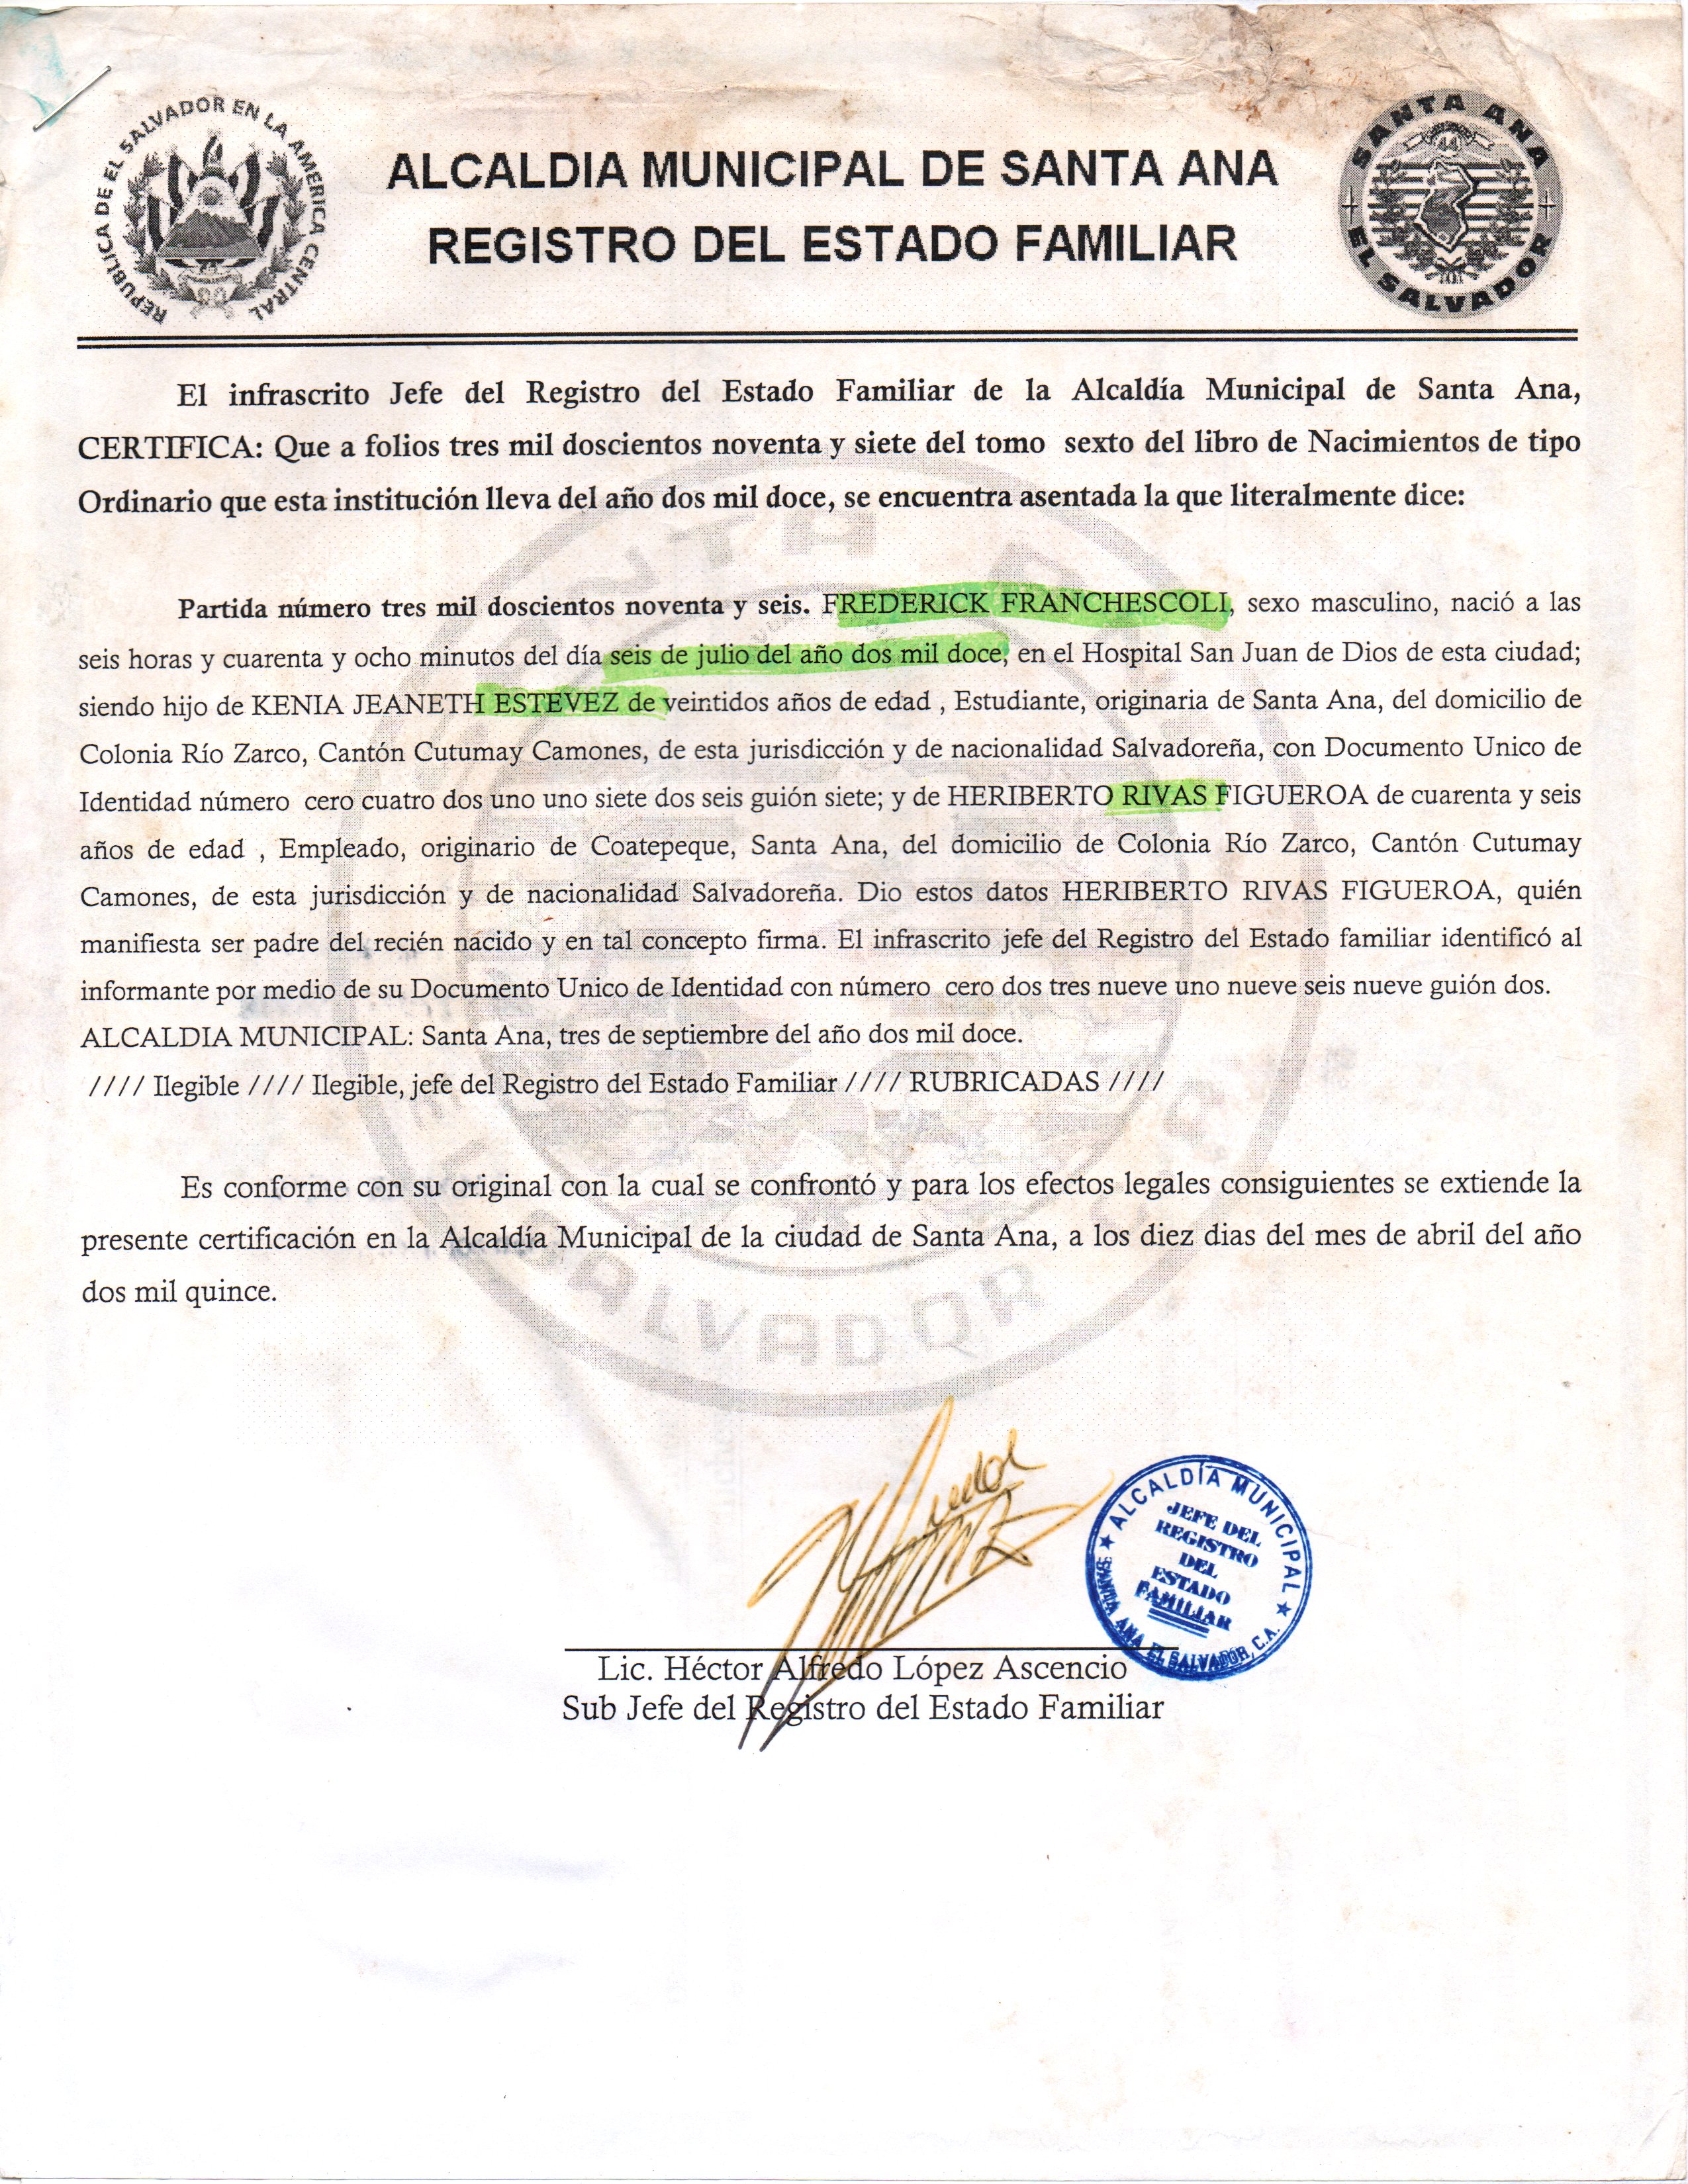 REPUBLICA DE EL SALVADOR EN LA AMERICA CENTRAL
SANTA ANA
44
EL SALVADOR
ALCALDIA MUNICIPAL DE SANTA ANA
REGISTRO DEL ESTADO FAMILIAR
El infrascrito Jefe del Registro del Estado Familiar de la Alcaldía Municipal de Santa Ana,
CERTIFICA: Que a folios tres mil doscientos noventa y siete del tomo sexto del libro de Nacimientos de tipo
Ordinario que esta institución lleva del año dos mil doce, se encuentra asentada la que literalmente dice:
Partida número tres mil doscientos noventa y seis. FREDERICK FRANCHESCOLI, sexo masculino, nació a las
seis horas y cuarenta y ocho minutos del día seis de julio del año dos mil doce, en el Hospital San Juan de Dios de esta ciudad;
siendo hijo de KENIA JEANETH ESTEVEZ de veintidos años de edad , Estudiante, originaria de Santa Ana, del domicilio de
Colonia Río Zarco, Cantón Cutumay Camones, de esta jurisdicción y de nacionalidad Salvadoreña, con Documento Unico de
Identidad número cero cuatro dos uno uno siete dos seis guión siete; y de HERIBERTO RIVAS FIGUEROA de cuarenta y seis
años de edad , Empleado, originario de Coatepeque, Santa Ana, del domicilio de Colonia Río Zarco, Cantón Cutumay
Camones, de esta jurisdicción y de nacionalidad Salvadoreña. Dio estos datos HERIBERTO RIVAS FIGUEROA, quién
manifiesta ser padre del recién nacido y en tal concepto firma. El infrascrito jefe del Registro del Estado familiar identificó al
informante por medio de su Documento Unico de Identidad con número cero dos tres nueve uno nueve seis nueve guión dos.
ALCALDIA MUNICIPAL: Santa Ana, tres de septiembre del año dos mil doce.
//// Ilegible //// Ilegible, jefe del Registro del Estado Familiar //// RUBRICADAS ////
Es conforme con su original con la cual se confrontó y para los efectos legales consiguientes se extiende la
presente certificación en la Alcaldía Municipal de la ciudad de Santa Ana, a los diez dias del mes de abril del año
dos mil quince.
SANTA ANA
EL SALVADOR
ALCALDÍA MUNICIPAL
JEFE DEL
REGISTRO
DEL
ESTADO
FAMILIAR
SANTA ANA EL SALVADOR, C.A.
Lic. Héctor Alfredo López Ascencio
Sub Jefe del Registro del Estado Familiar